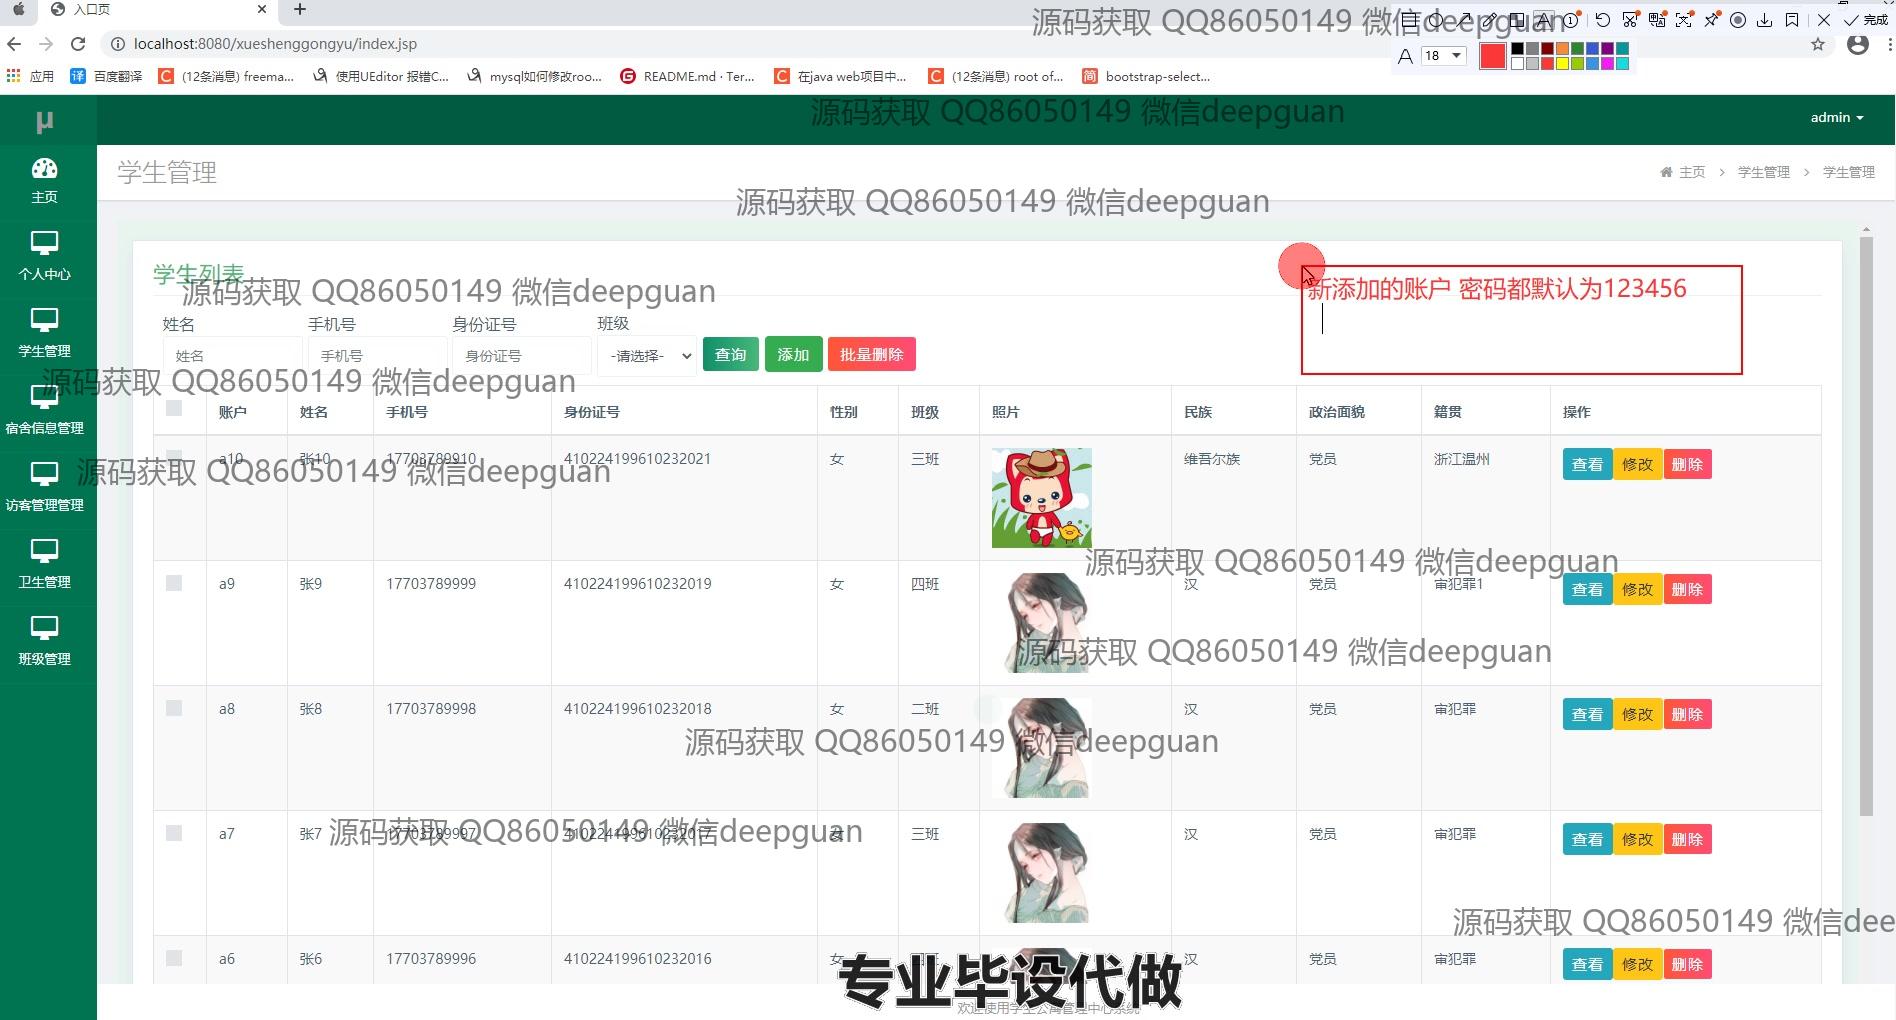 入口页
源码获取 QQ86050149 微信deepguan
完成
localhost:8080/xueshenggongyu/index.jsp
A 18
应用 百度翻译 (12条消息) freema... 使用UEditor 报错C... mysql如何修改roo... README.md · Ter... 在java web项目中... (12条消息) root of... bootstrap-select...
μ
源码获取 QQ86050149 微信deepguan
admin
主页
学生管理
主页 > 学生管理 > 学生管理
源码获取 QQ86050149 微信deepguan
个人中心
学生列表
源码获取 QQ86050149 微信deepguan
新添加的账户 密码都默认为123456
姓名 手机号 身份证号 班级
学生管理
姓名 手机号 身份证号 -请选择- 查询 添加 批量删除
源码获取 QQ86050149 微信deepguan
账户 姓名 手机号 身份证号 性别 班级 照片 民族 政治面貌 籍贯 操作
宿舍信息管理
a10 张10 17703789910 410224199610232021 女 三班 维吾尔族 党员 浙江温州 查看 修改 删除
源码获取 QQ86050149 微信deepguan
访客管理管理
源码获取 QQ86050149 微信deepguan
a9 张9 17703789999 410224199610232019 女 四班 汉 党员 审犯罪1 查看 修改 删除
卫生管理
源码获取 QQ86050149 微信deepguan
班级管理
a8 张8 17703789998 410224199610232018 女 二班 汉 党员 审犯罪 查看 修改 删除
源码获取 QQ86050149 微信deepguan
a7 张7 17703789997 410224199610232017 女 三班 汉 党员 审犯罪 查看 修改 删除
源码获取 QQ86050149 微信deepguan
源码获取 QQ86050149 微信dee
a6 张6 17703789996 410224199610232016 女 汉 党员 审犯罪 查看 修改 删除
专业毕设代做
欢迎使用学生公寓管理中心系统